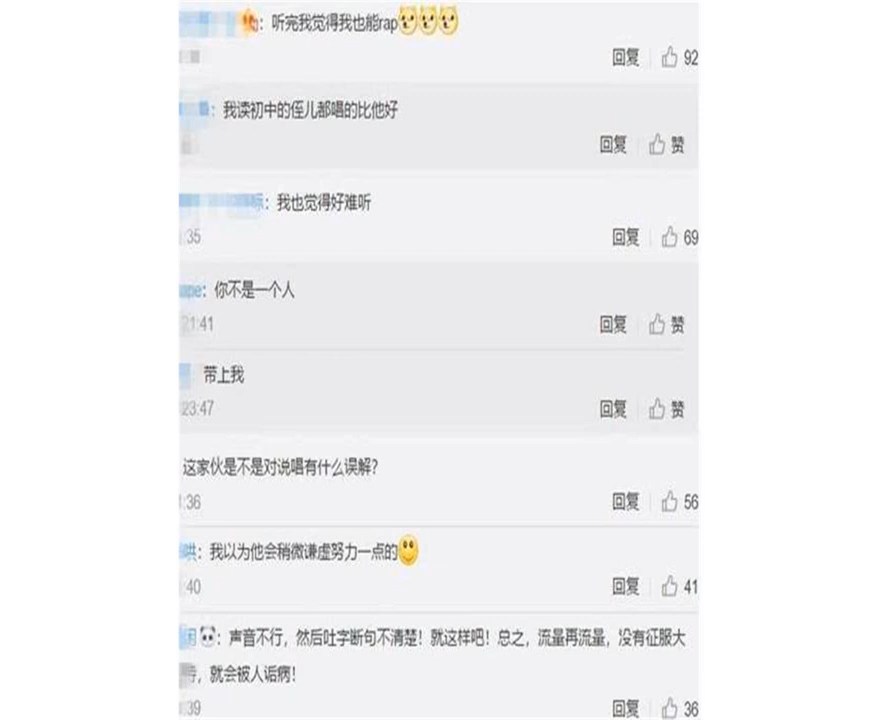 ：听完我觉得我也能rap
回复 92
：我读初中的侄儿都唱的比他好
回复 赞
：我也觉得好难听
:35 回复 69
ape：你不是一个人
21:41 回复 赞
带上我
23:47 回复 赞
这家伙是不是对说唱有什么误解？
:36 回复 56
哄：我以为他会稍微谦虚努力一点的
:40 回复 41
：声音不行，然后吐字断句不清楚！就这样吧！总之，流量再流量，没有征服大
，就会被人诟病！
:39 回复 36